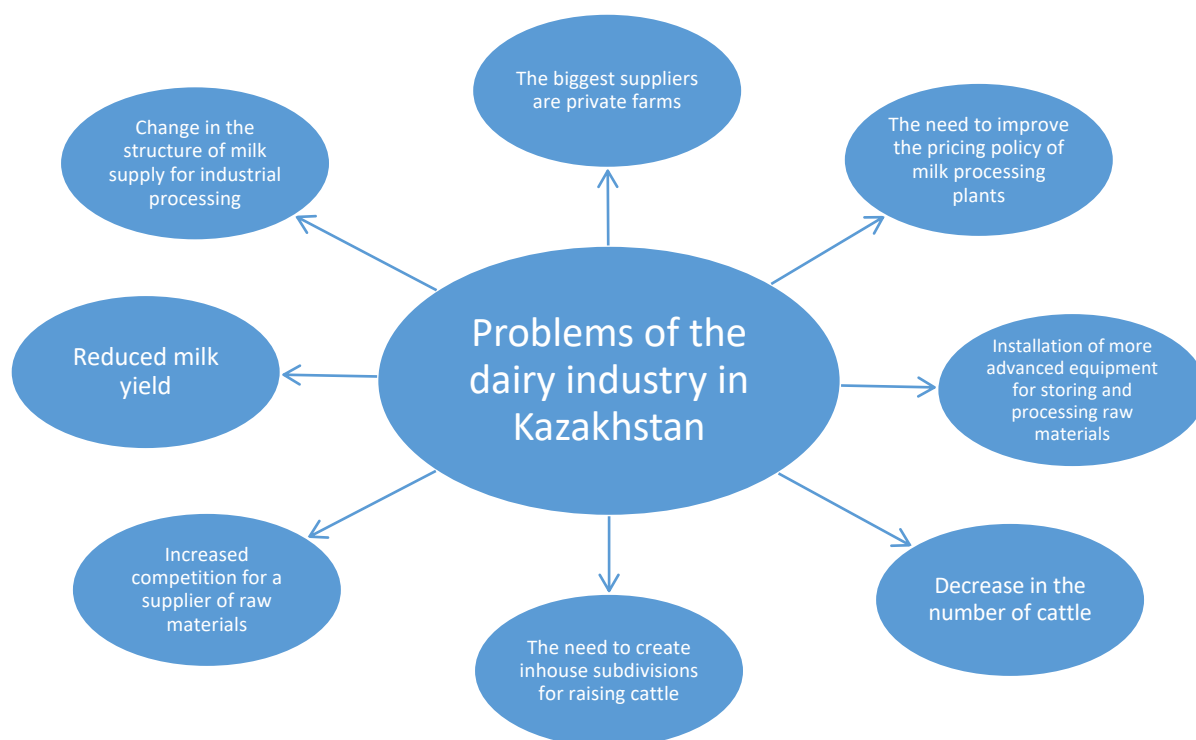 The biggest suppliers
are private farms
Change in the
structure of milk
supply for industrial
processing
The need to improve
the pricing policy of
milk processing
plants
Problems of the
dairy industry in
Kazakhstan
Reduced milk
yield
Installation of more
advanced equipment
for storing and
processing raw
materials
Increased
competition for a
supplier of raw
materials
Decrease in the
number of cattle
The need to create
inhouse subdivisions
for raising cattle